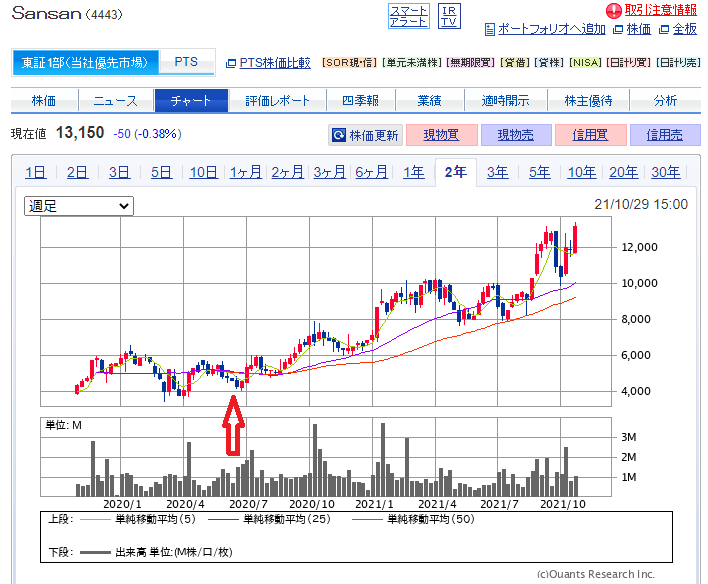 Sansan (4443)
スマートアラート
IR TV
取引注意情報
ポートフォリオへ追加 株価 全板
東証1部(当社優先市場) PTS PTS株価比較 [SOR現・信] [単元未満株] [無期限買] [貸借] [貸株] [NISA] [日計り買] [日計り売]
株価 ニュース チャート 評価レポート 四季報 業績 適時開示 株主優待 分析
現在値 13,150 -50 (-0.38%) 株価更新 現物買 現物売 信用買 信用売
1日 2日 3日 5日 10日 1ヶ月 2ヶ月 3ヶ月 6ヶ月 1年 2年 3年 5年 10年 20年 30年
週足
21/10/29 15:00
12,000
10,000
8,000
6,000
4,000
単位: M
3M
2M
1M
2020/1 2020/4 2020/7 2020/10 2021/1 2021/4 2021/7 2021/10
上段: 単純移動平均(5) 単純移動平均(25) 単純移動平均(50)
下段: 出来高 単位:(M株/口/枚)
(c)Quants Research Inc.